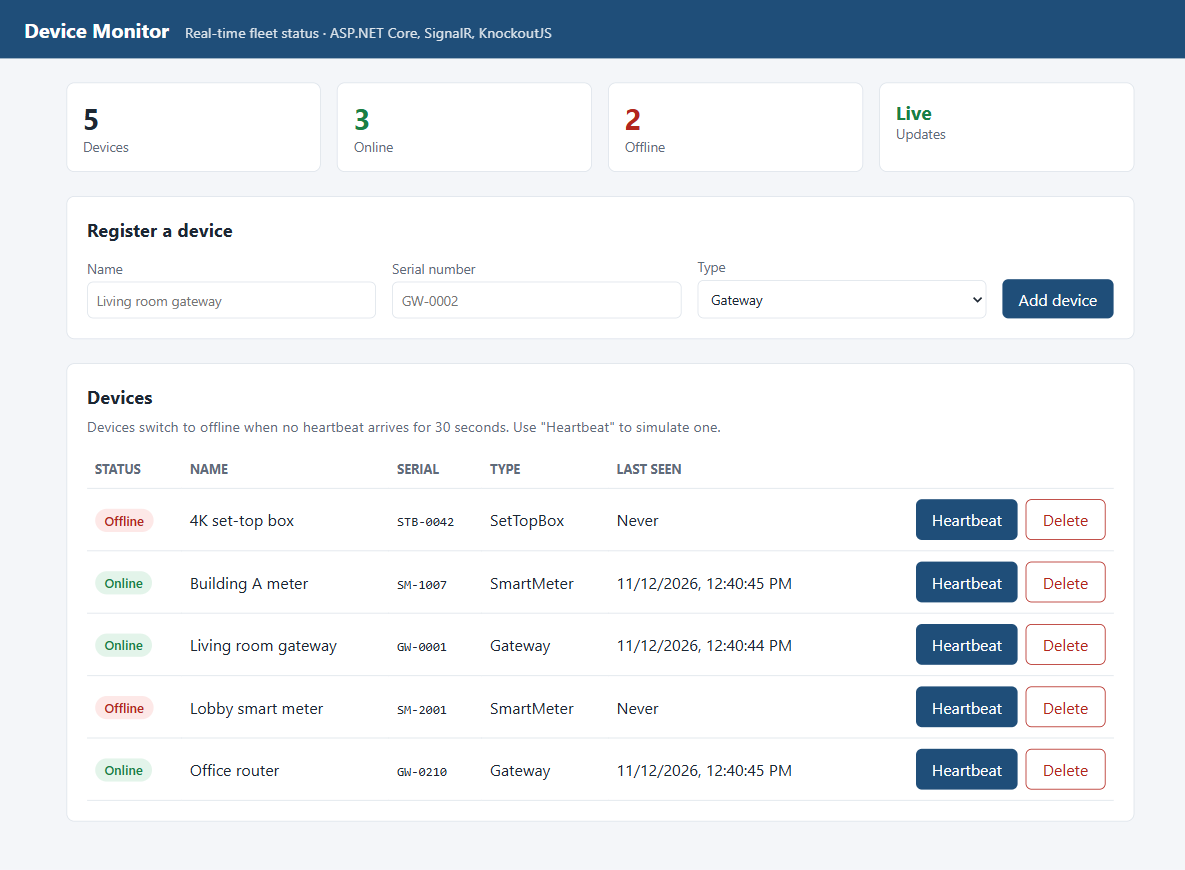 Device Monitor Real-time fleet status · ASP.NET Core, SignalR, KnockoutJS
5
Devices
3
Online
2
Offline
Live
Updates
Register a device
Name
Living room gateway
Serial number
GW-0002
Type
Gateway
Add device
Devices
Devices switch to offline when no heartbeat arrives for 30 seconds. Use "Heartbeat" to simulate one.
STATUS NAME SERIAL TYPE LAST SEEN
Offline 4K set-top box STB-0042 SetTopBox Never Heartbeat Delete
Online Building A meter SM-1007 SmartMeter 11/12/2026, 12:40:45 PM Heartbeat Delete
Online Living room gateway GW-0001 Gateway 11/12/2026, 12:40:44 PM Heartbeat Delete
Offline Lobby smart meter SM-2001 SmartMeter Never Heartbeat Delete
Online Office router GW-0210 Gateway 11/12/2026, 12:40:45 PM Heartbeat Delete